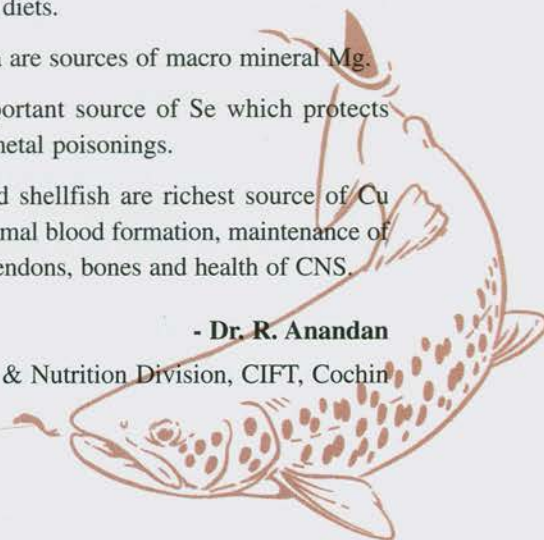 diets.
are sources of macro mineral Mg.
portant source of Se which protects
metal poisonings.
d shellfish are richest source of Cu
mal blood formation, maintenance of
endons, bones and health of CNS.
- Dr. R. Anandan
& Nutrition Division, CIFT, Cochin